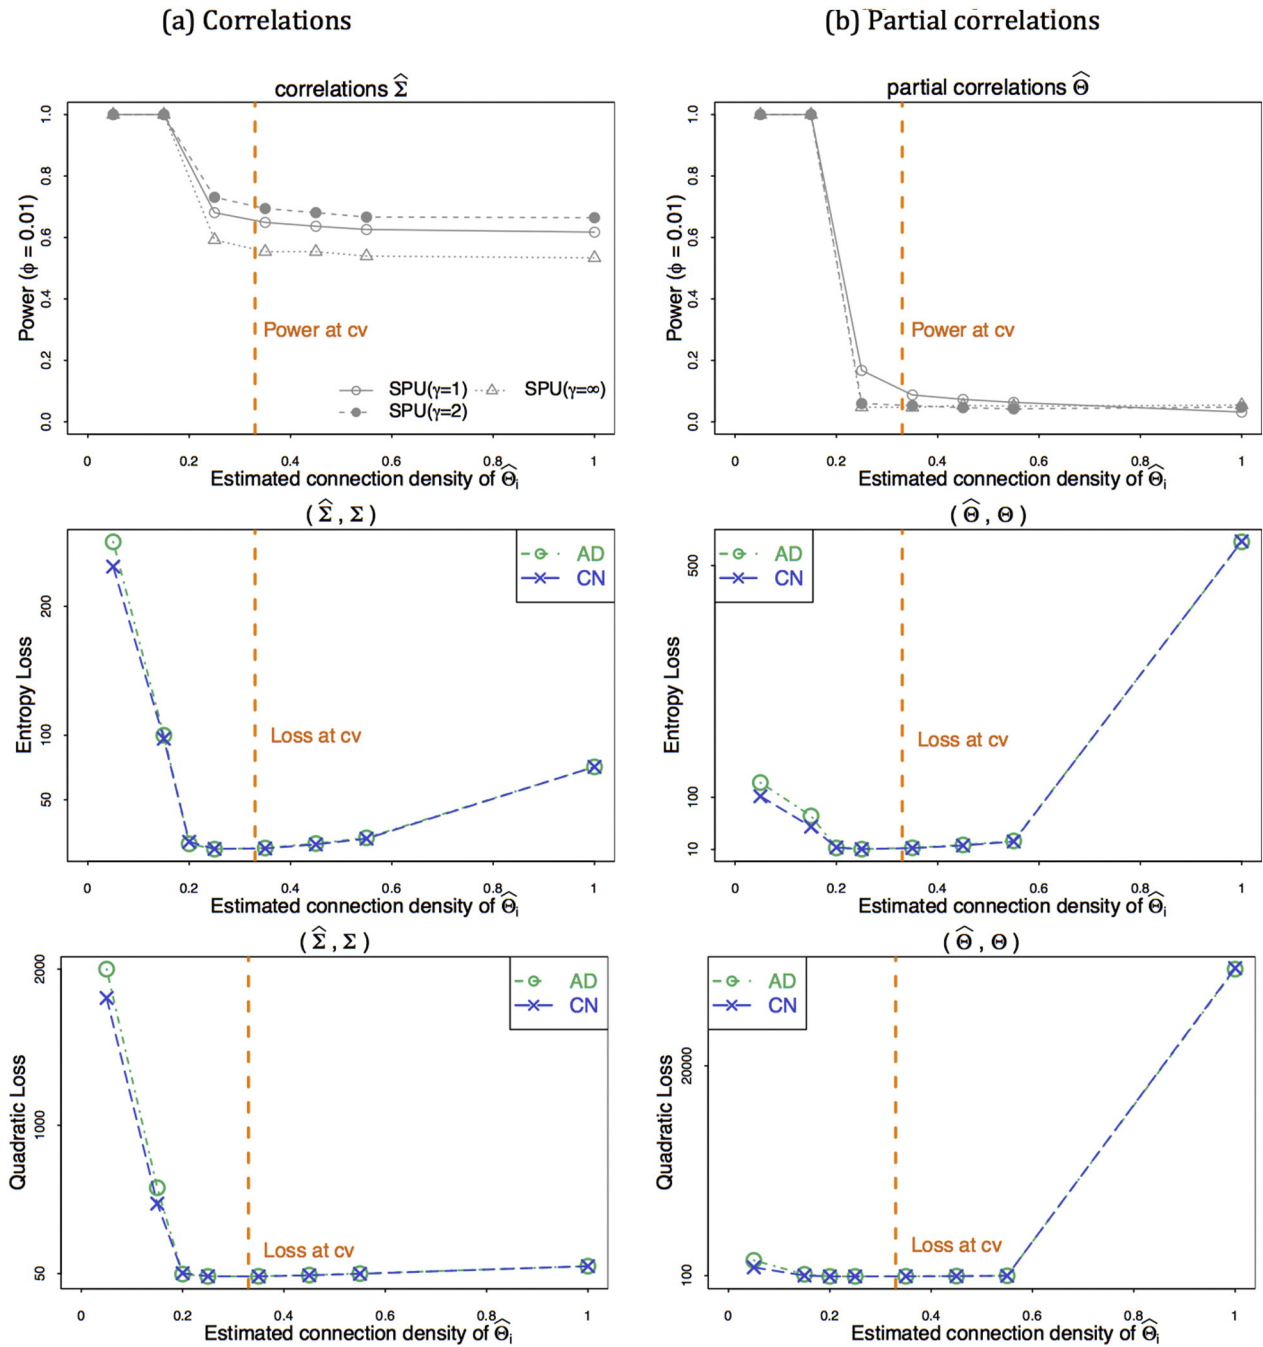 (a) Correlations
(b) Partial correlations
correlations Σ̂
Power (ϕ = 0.01)
1.0
0.8
0.6
0.4
0.2
0.0
Power at cv
SPU(γ=1)
SPU(γ=∞)
SPU(γ=2)
0 0.2 0.4 0.6 0.8 1
Estimated connection density of Θ̂i
partial correlations Θ̂
Power (ϕ = 0.01)
1.0
0.8
0.6
0.4
0.2
0.0
Power at cv
0 0.2 0.4 0.6 0.8 1
Estimated connection density of Θ̂i
(Σ̂, Σ)
Entropy Loss
200
100
50
AD
CN
Loss at cv
0 0.2 0.4 0.6 0.8 1
Estimated connection density of Θ̂i
(Θ̂, Θ)
Entropy Loss
500
100
10
AD
CN
Loss at cv
0 0.2 0.4 0.6 0.8 1
Estimated connection density of Θ̂i
(Σ̂, Σ)
Quadratic Loss
2000
1000
50
AD
CN
Loss at cv
0 0.2 0.4 0.6 0.8 1
Estimated connection density of Θ̂i
(Θ̂, Θ)
Quadratic Loss
20000
100
AD
CN
Loss at cv
0 0.2 0.4 0.6 0.8 1
Estimated connection density of Θ̂i